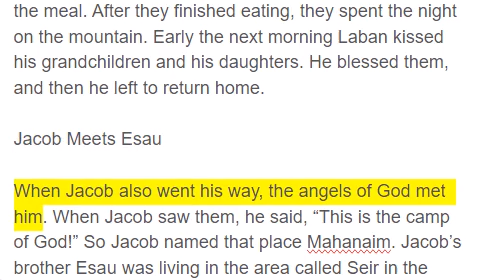 the meal. After they finished eating, they spent the night
on the mountain. Early the next morning Laban kissed
his grandchildren and his daughters. He blessed them,
and then he left to return home.
Jacob Meets Esau
When Jacob also went his way, the angels of God met
him. When Jacob saw them, he said, “This is the camp
of God!” So Jacob named that place Mahanaim. Jacob’s
brother Esau was living in the area called Seir in the